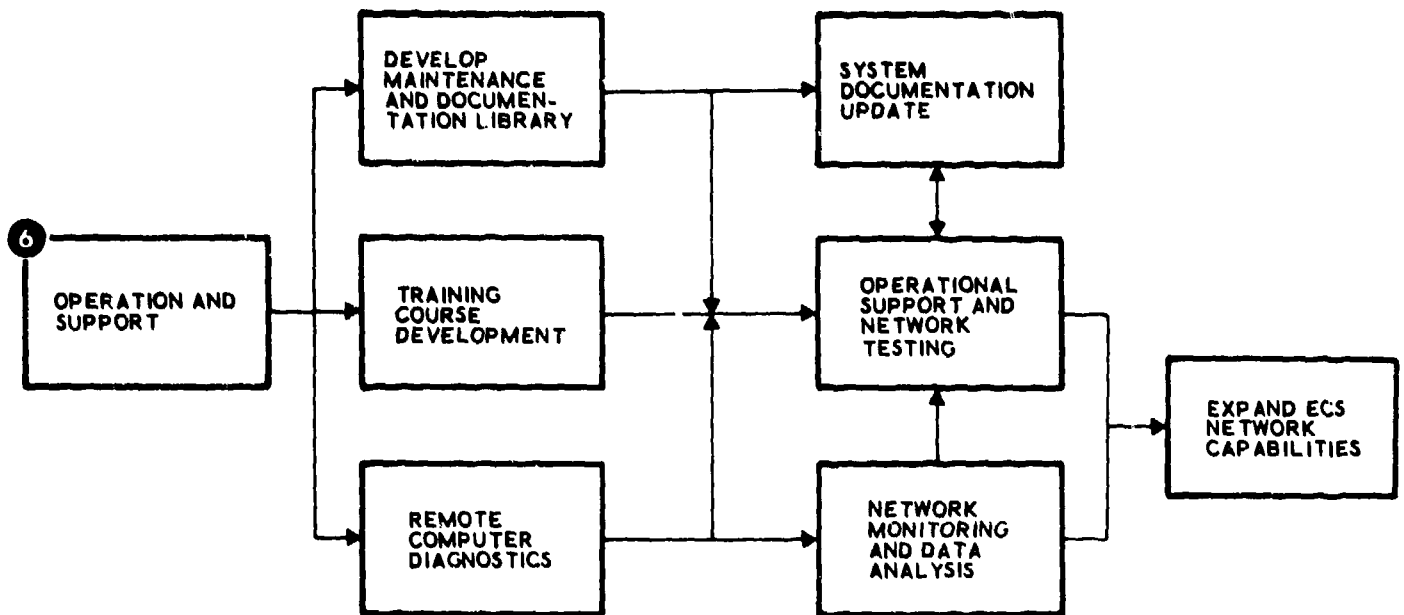 6
OPERATION AND
SUPPORT
DEVELOP
MAINTENANCE
AND DOCUMEN-
TATION LIBRARY
TRAINING
COURSE
DEVELOPMENT
REMOTE
COMPUTER
DIAGNOSTICS
SYSTEM
DOCUMENTATION
UPDATE
OPERATIONAL
SUPPORT AND
NETWORK
TESTING
NETWORK
MONITORING
AND DATA
ANALYSIS
EXPAND ECS
NETWORK
CAPABILITIES